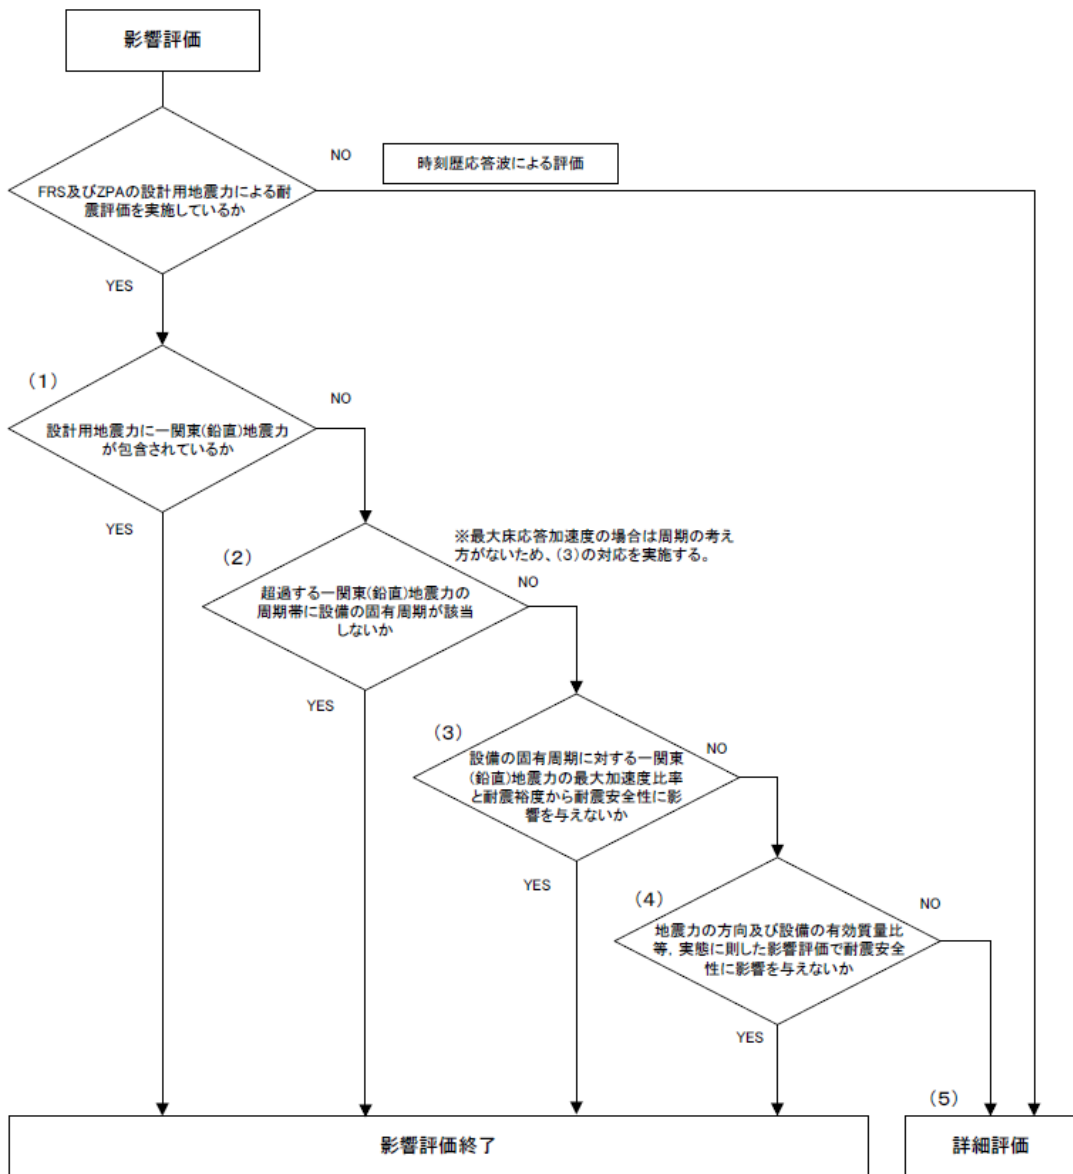 影響評価
NO
時刻歴応答波による評価
FRS及びZPAの設計用地震力による耐
震評価を実施しているか
YES
(1)
NO
設計用地震力に一関東(鉛直)地震力
が包含されているか
YES
※最大床応答加速度の場合は周期の考え
方がないため、(3)の対応を実施する。
(2)
NO
超過する一関東(鉛直)地震力の
周期帯に設備の固有周期が該当
しないか
YES
(3)
NO
設備の固有周期に対する一関東
(鉛直)地震力の最大加速度比率
と耐震裕度から耐震安全性に影
響を与えないか
YES
(4)
NO
地震力の方向及び設備の有効質量比
等，実態に則した影響評価で耐震安全
性に影響を与えないか
YES
(5)
影響評価終了
詳細評価